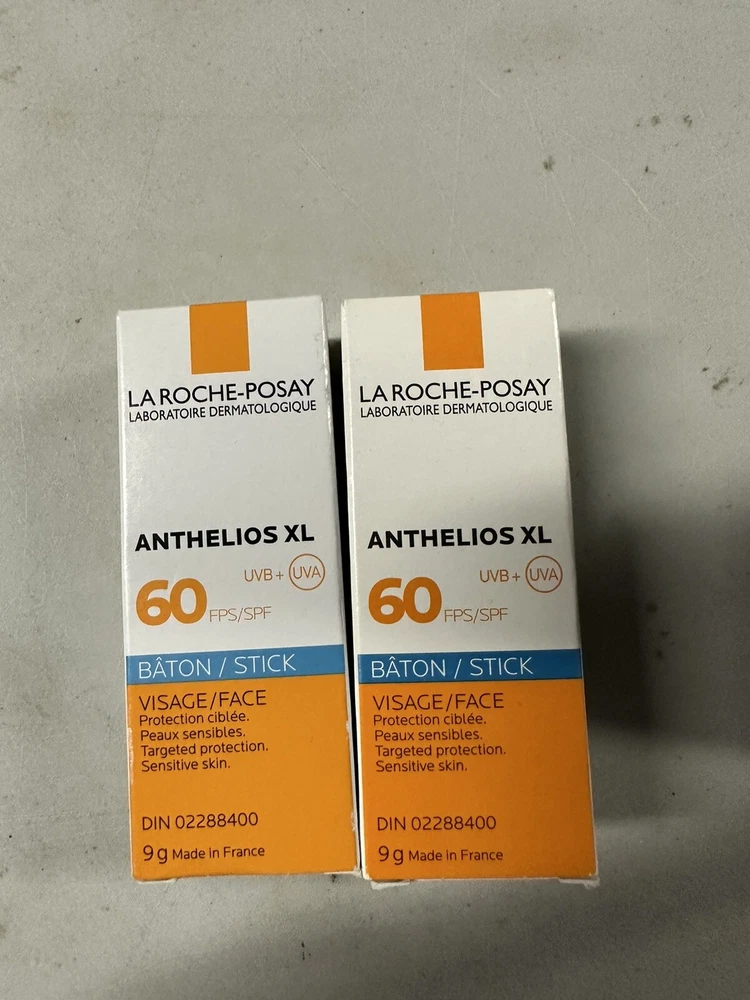 LA ROCHE-POSAY
LABORATOIRE DERMATOLOGIQUE
ANTHELIOS XL
60 FPS/SPF UVB + UVA
BÂTON / STICK
VISAGE/FACE
Protection ciblée.
Peaux sensibles.
Targeted protection.
Sensitive skin.
DIN 02288400
9 g Made in France
LA ROCHE-POSAY
LABORATOIRE DERMATOLOGIQUE
ANTHELIOS XL
60 FPS/SPF UVB + UVA
BÂTON / STICK
VISAGE/FACE
Protection ciblée.
Peaux sensibles.
Targeted protection.
Sensitive skin.
DIN 02288400
9 g Made in France